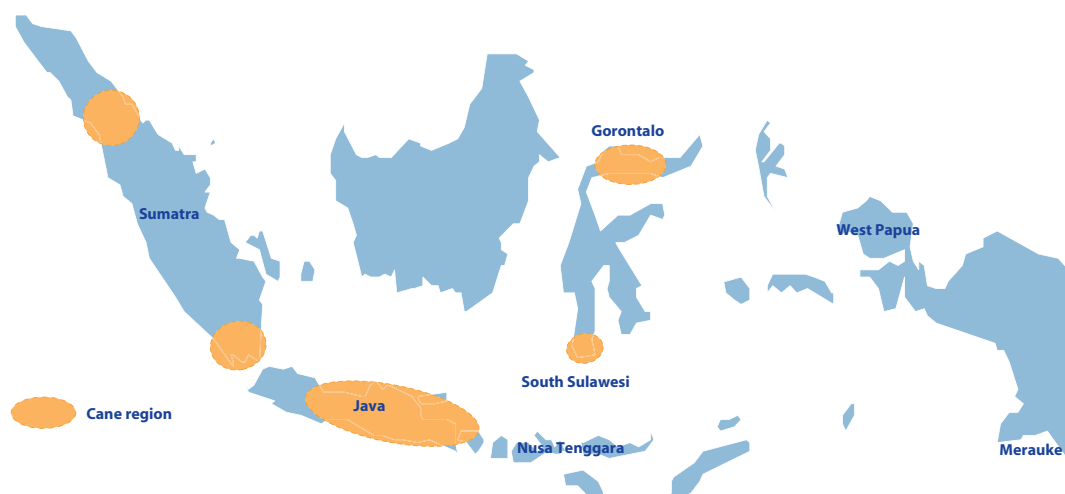 Gorontalo
Sumatra
West Papua
South Sulawesi
Java
Cane region
Nusa Tenggara
Merauke